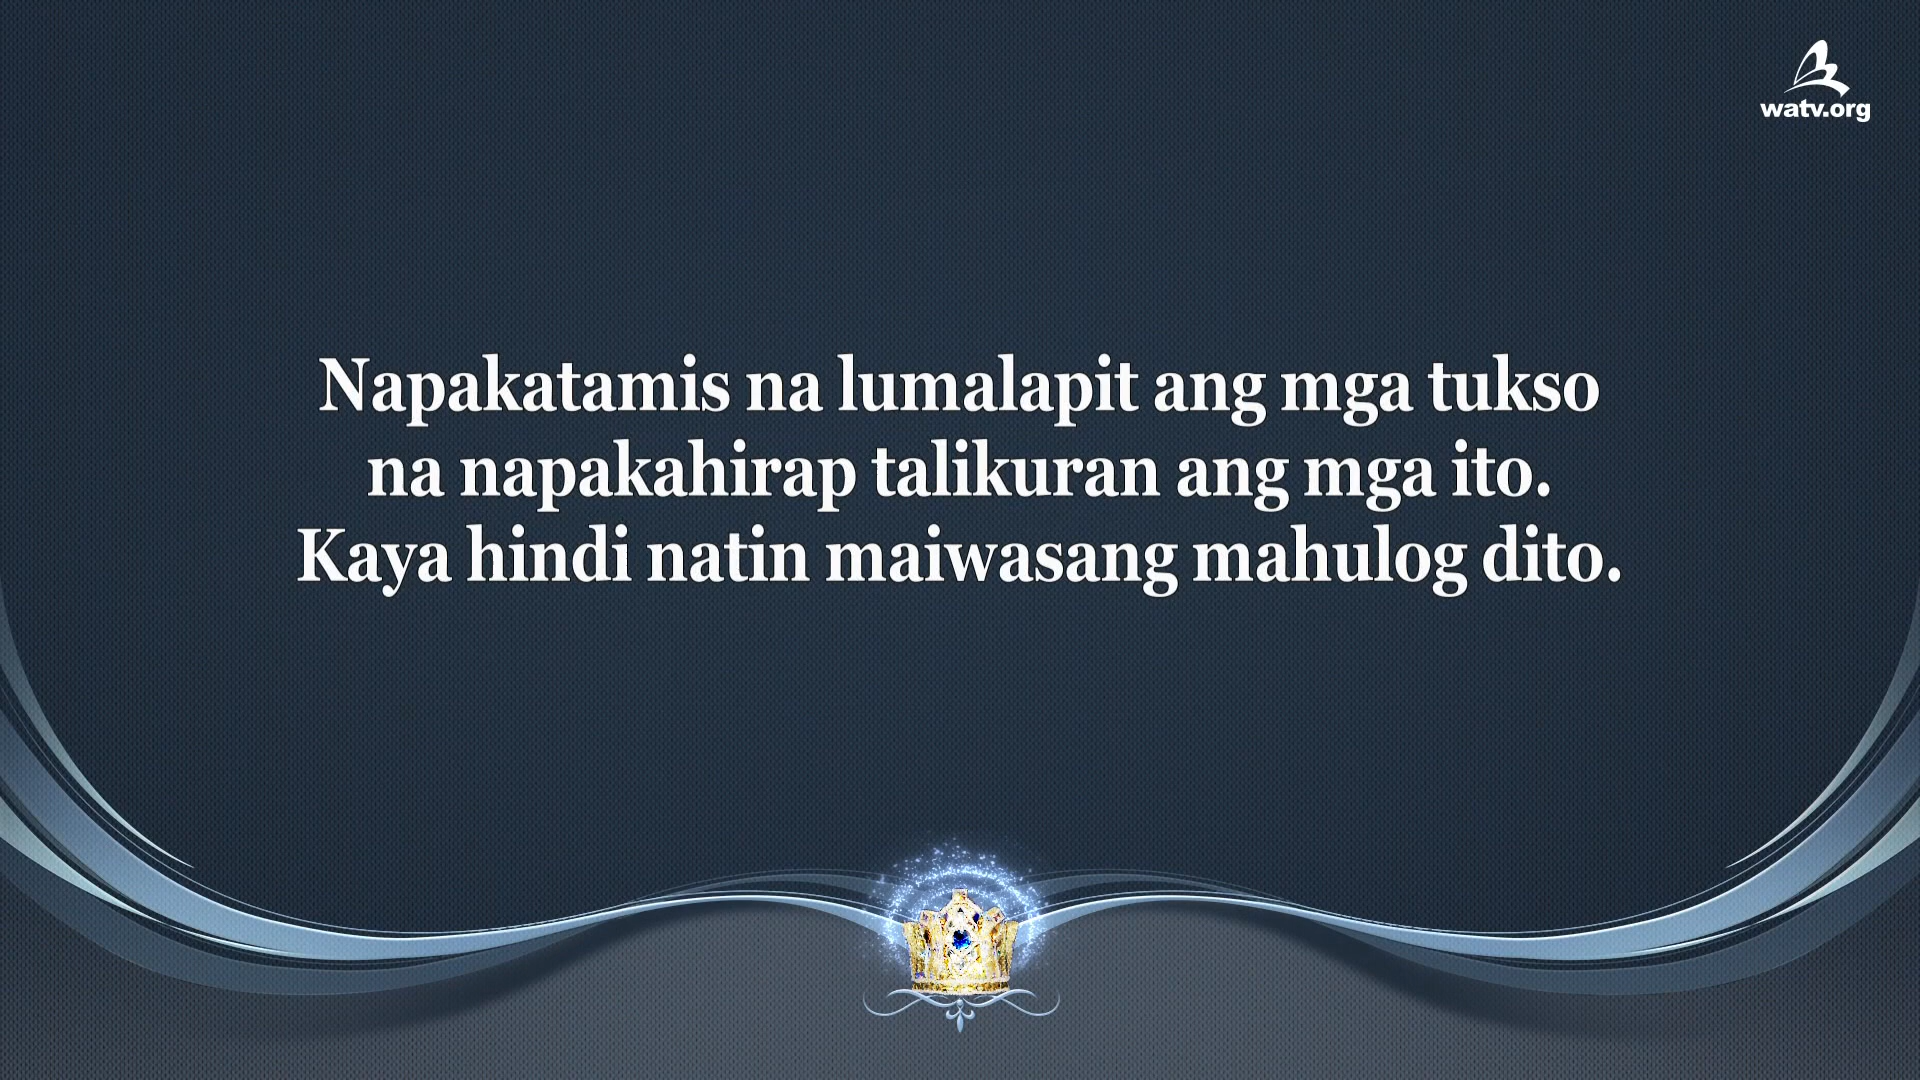 watv.org
Napakatamis na lumalapit ang mga tukso
na napakahirap talikuran ang mga ito.
Kaya hindi natin maiwasang mahulog dito.